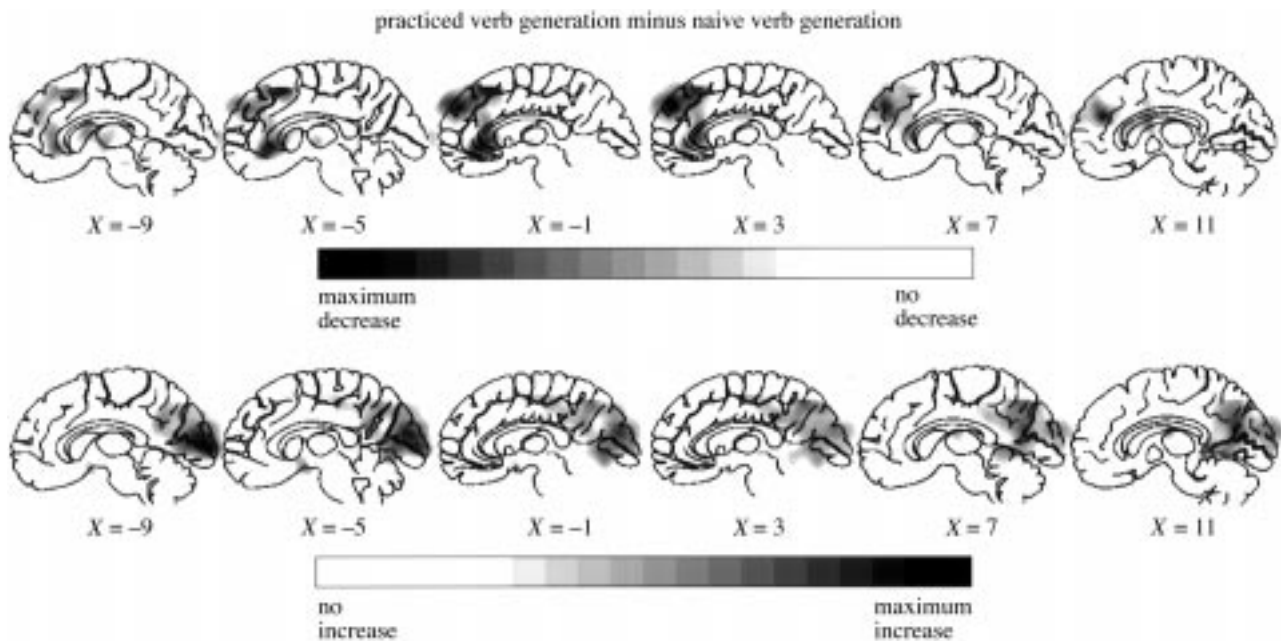 practiced verb generation minus naive verb generation
X = –9 X = –5 X = –1 X = 3 X = 7 X = 11
maximum decrease
no decrease
X = –9 X = –5 X = –1 X = 3 X = 7 X = 11
no increase
maximum increase